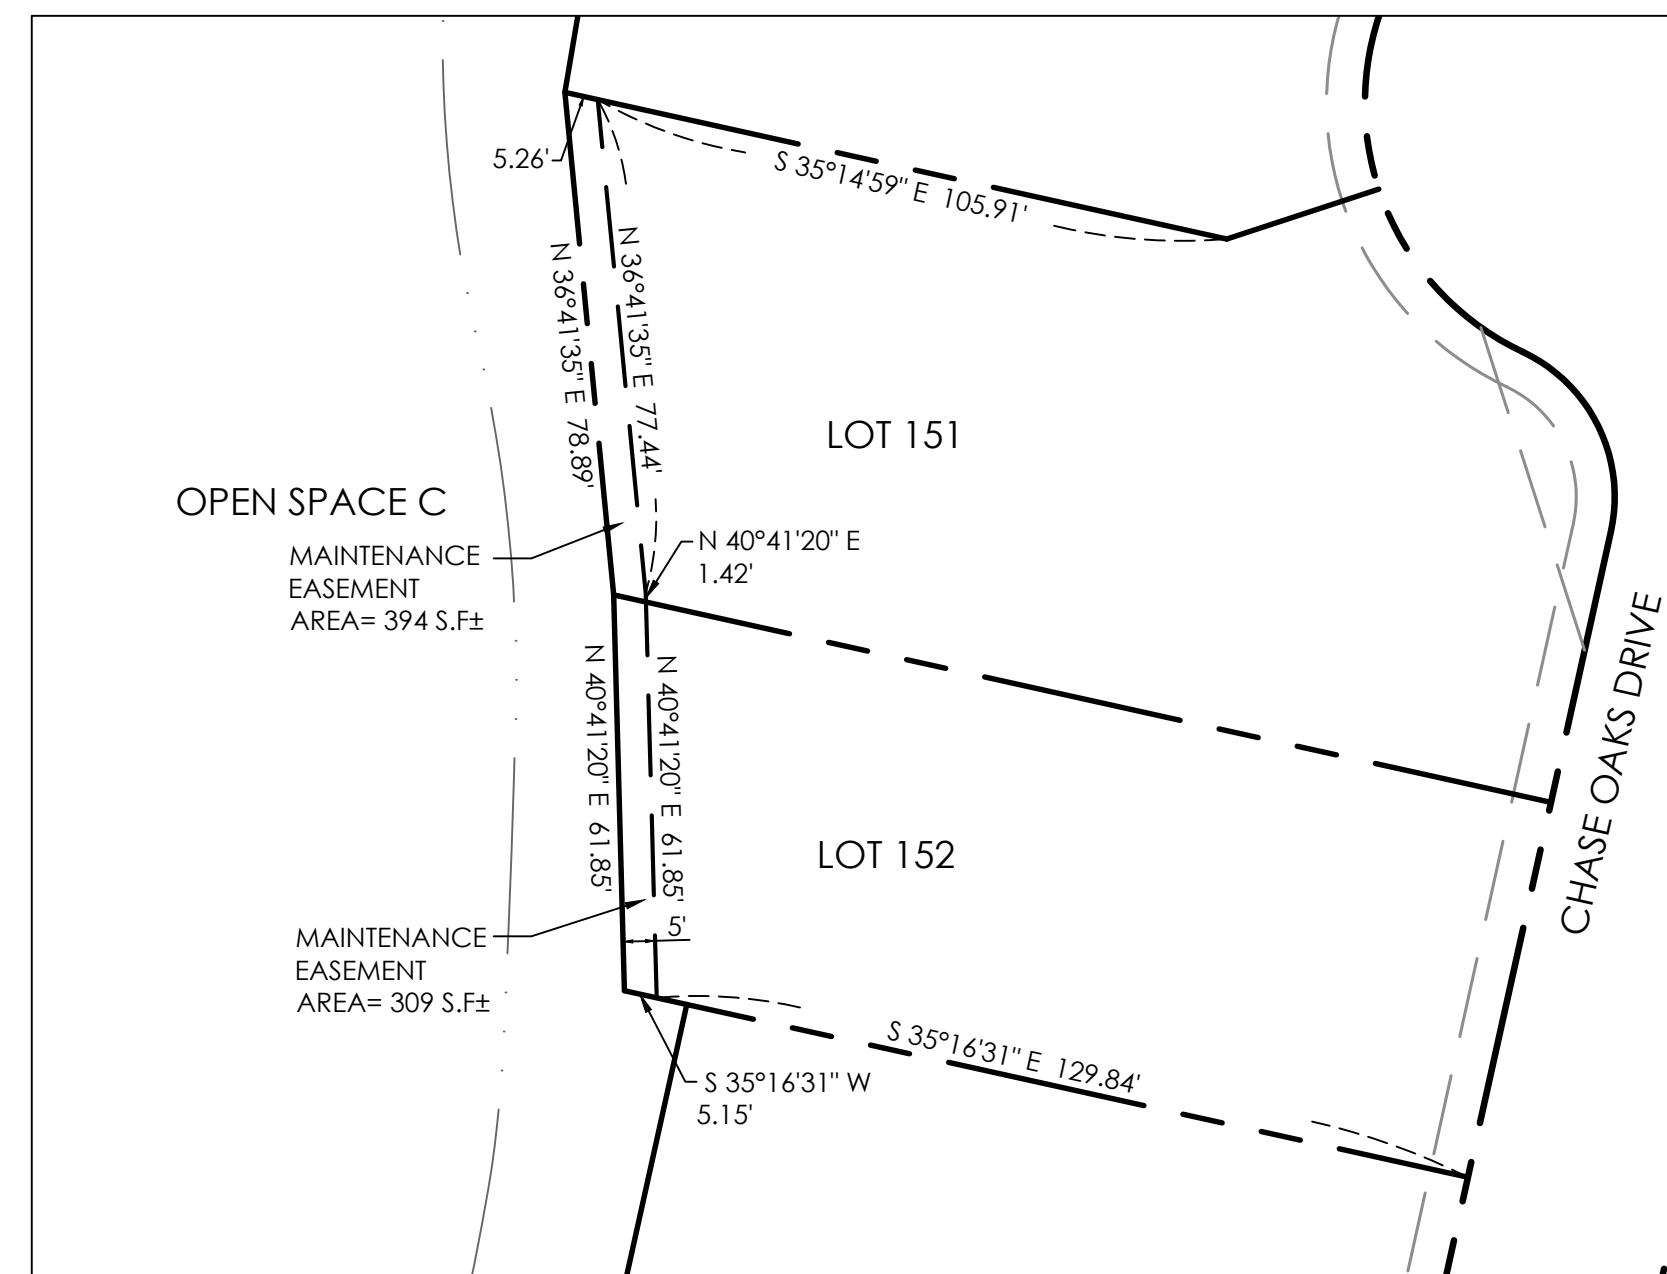 5.26'
S 35°14'59" E 105.91'
N 36°41'35" E 78.89'
N 36°41'35" E 77.44'
LOT 151
OPEN SPACE C
MAINTENANCE
EASEMENT
AREA= 394 S.F±
N 40°41'20" E
1.42'
N 40°41'20" E 61.85'
N 40°41'20" E 61.85'
CHASE OAKS DRIVE
LOT 152
5'
MAINTENANCE
EASEMENT
AREA= 309 S.F±
S 35°16'31" E 129.84'
S 35°16'31" W
5.15'